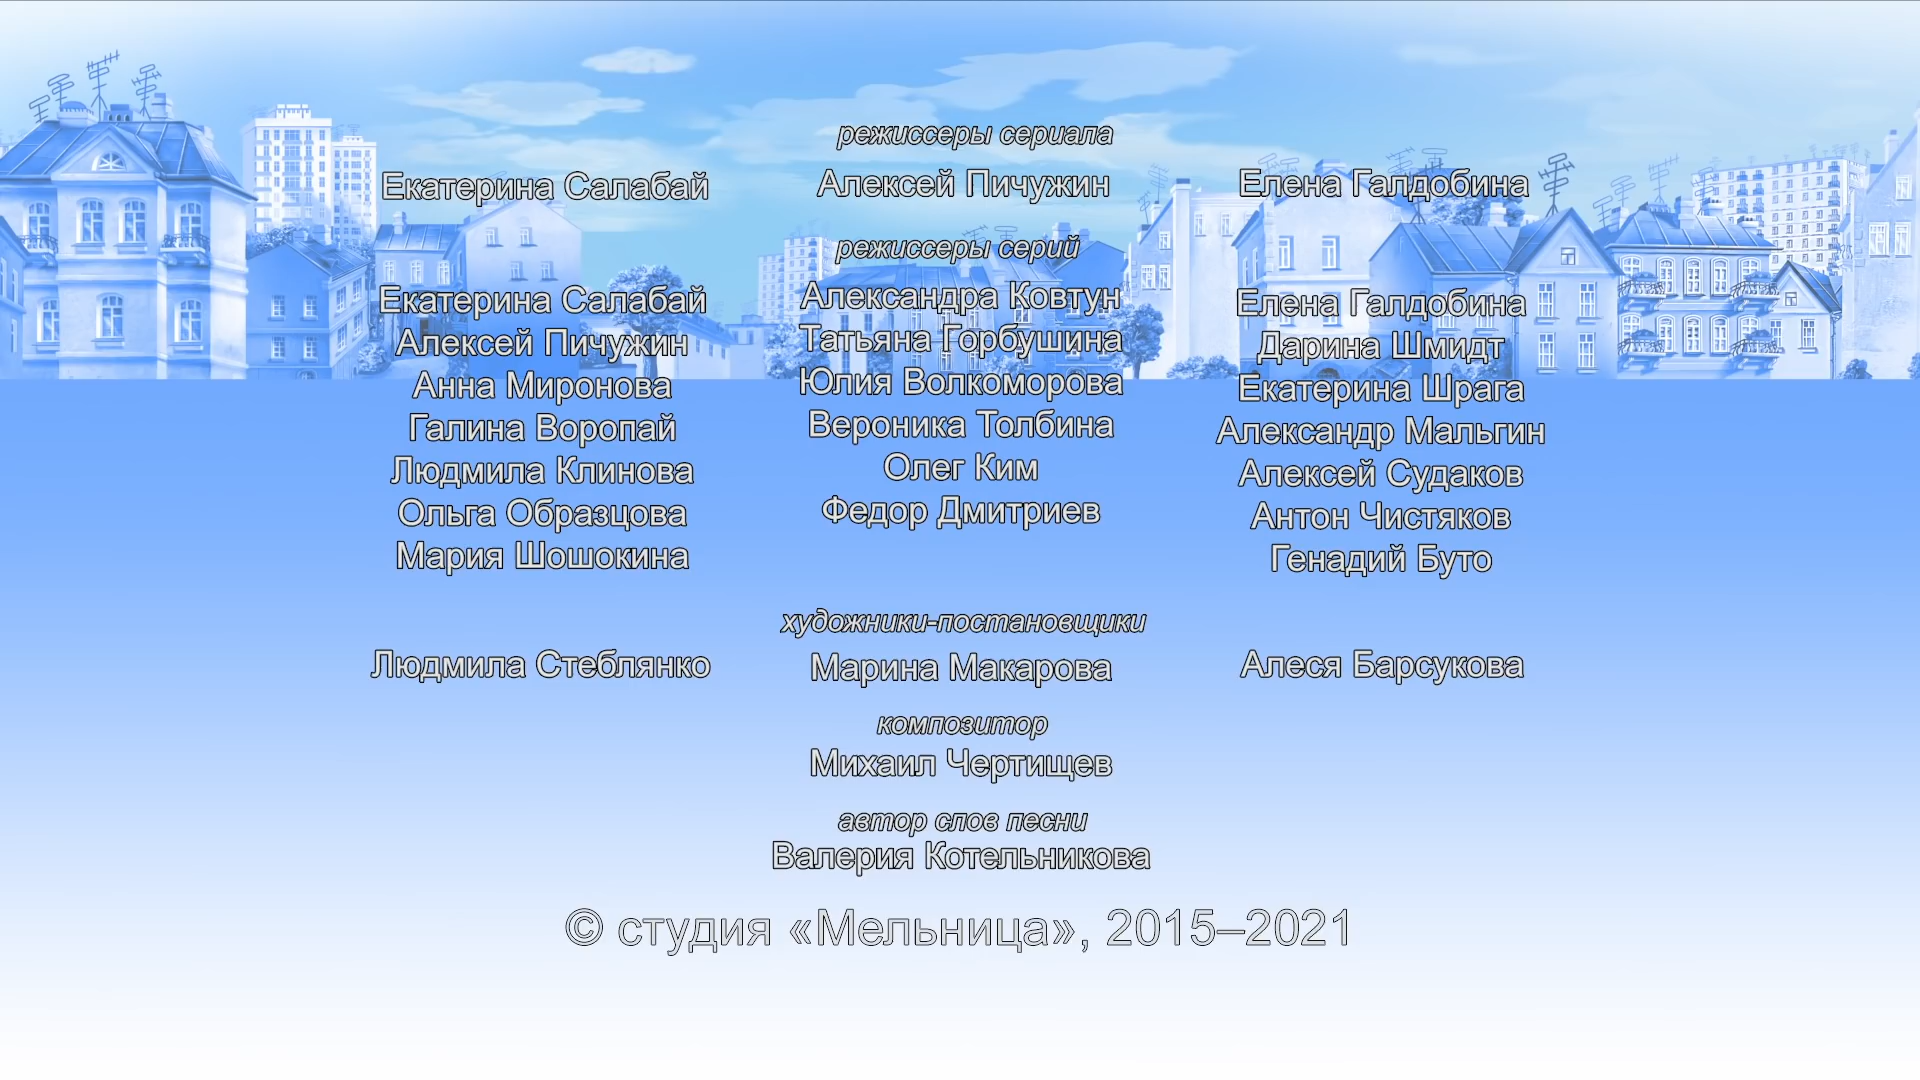 режиссеры сериала
Екатерина Салабай Алексей Пичужин Елена Галдобина
режиссеры серий
Екатерина Салабай Александра Ковтун Елена Галдобина
Алексей Пичужин Татьяна Горбушина Дарина Шмидт
Анна Миронова Юлия Волкоморова Екатерина Шрага
Галина Воропай Вероника Толбина Александр Мальгин
Людмила Клинова Олег Ким Алексей Судаков
Ольга Образцова Федор Дмитриев Антон Чистяков
Мария Шошокина Генадий Буто
художники-постановщики
Людмила Стеблянко Марина Макарова Алеся Барсукова
композитор
Михаил Чертищев
автор слов песни
Валерия Котельникова
© студия «Мельница», 2015–2021